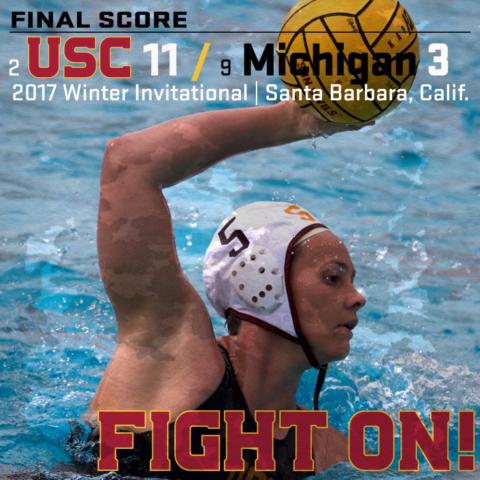 FINAL SCORE
2 USC 11 / 9 Michigan 3
2017 Winter Invitational | Santa Barbara, Calif.
5
FIGHT ON!